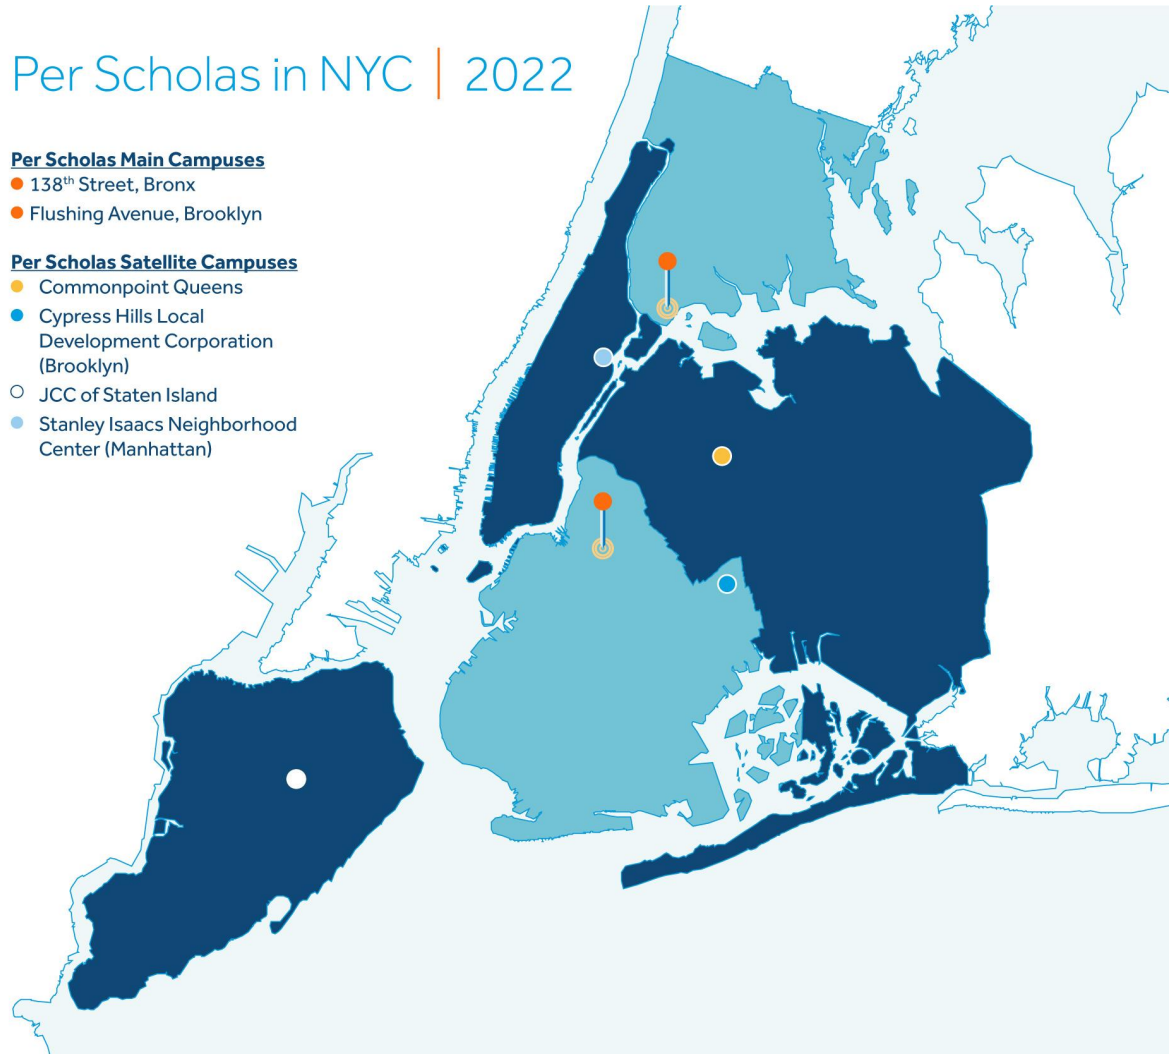 Per Scholas in NYC | 2022
Per Scholas Main Campuses
138th Street, Bronx
Flushing Avenue, Brooklyn
Per Scholas Satellite Campuses
Commonpoint Queens
Cypress Hills Local
Development Corporation
(Brooklyn)
JCC of Staten Island
Stanley Isaacs Neighborhood
Center (Manhattan)